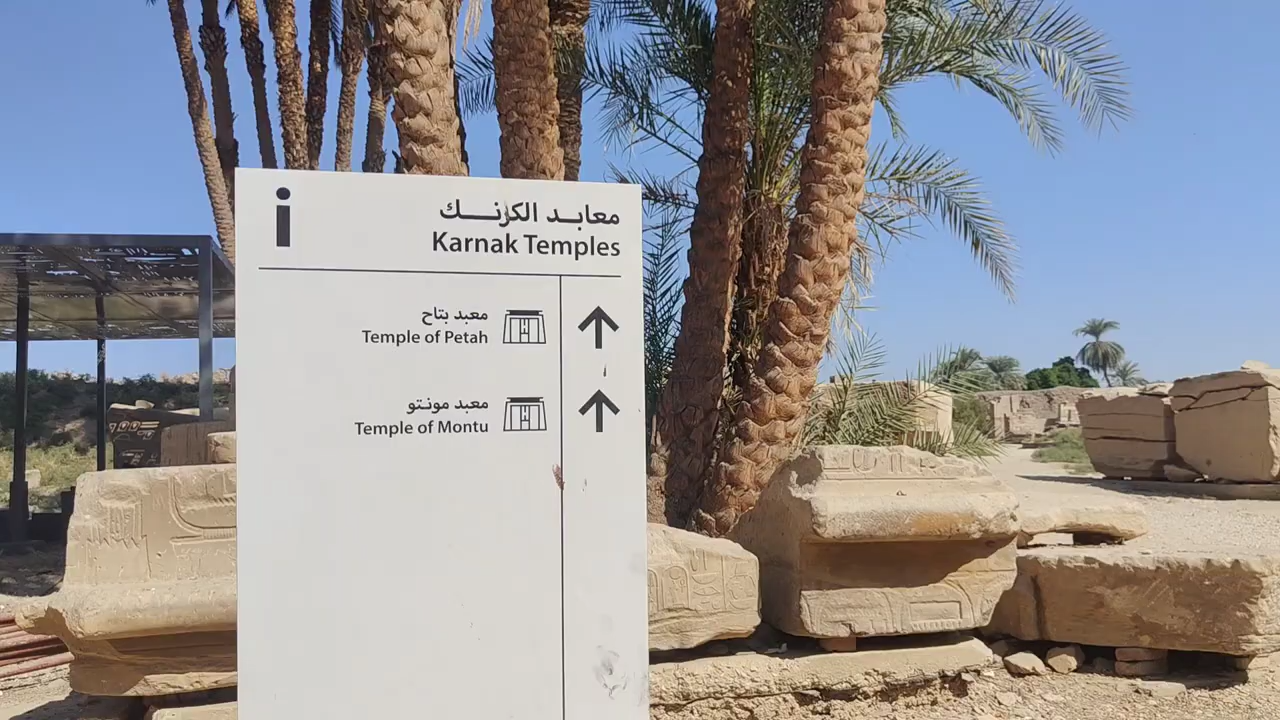 معابد الكرنك
Karnak Temples
معبد بتاح
Temple of Petah
معبد مونتو
Temple of Montu